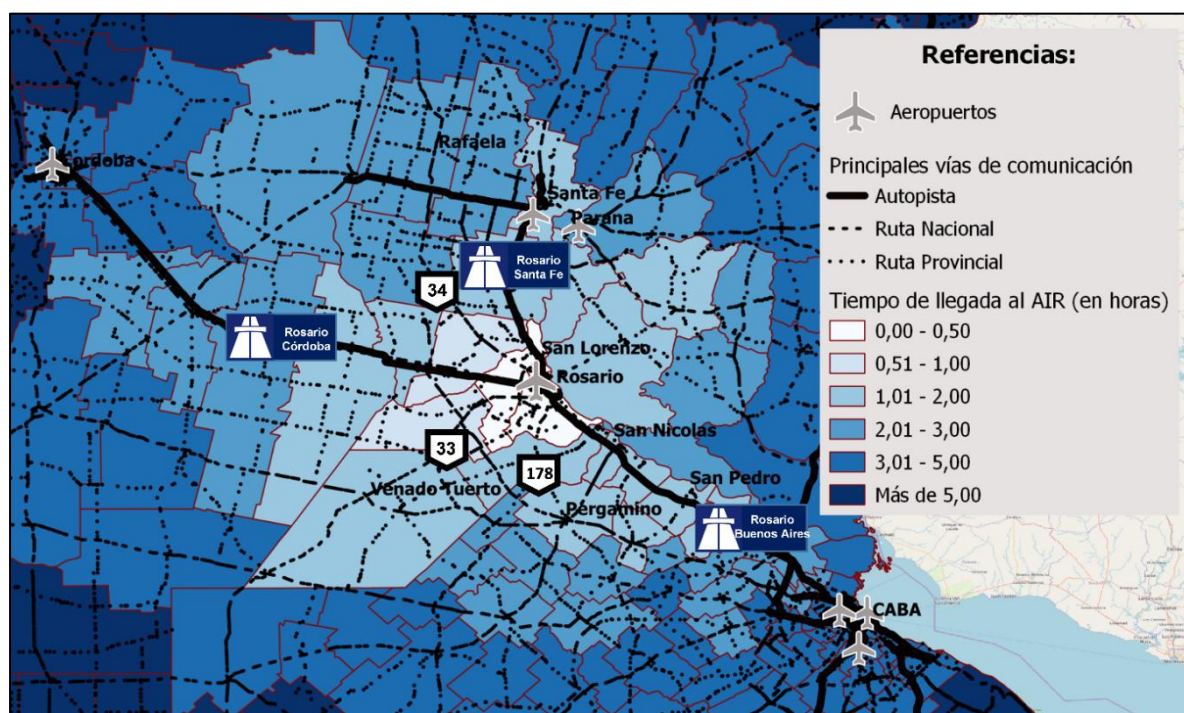 Referencias:
Aeropuertos
Principales vías de comunicación
Autopista
Ruta Nacional
Ruta Provincial
Tiempo de llegada al AIR (en horas)
0,00 - 0,50
0,51 - 1,00
1,01 - 2,00
2,01 - 3,00
3,01 - 5,00
Más de 5,00
Córdoba
Rafaela
Santa Fe
Parana
Rosario
Santa Fe
34
Rosario
Córdoba
San Lorenzo
Rosario
San Nicolas
33
178
Venado Tuerto
San Pedro
Pergamino
Rosario
Buenos Aires
CABA